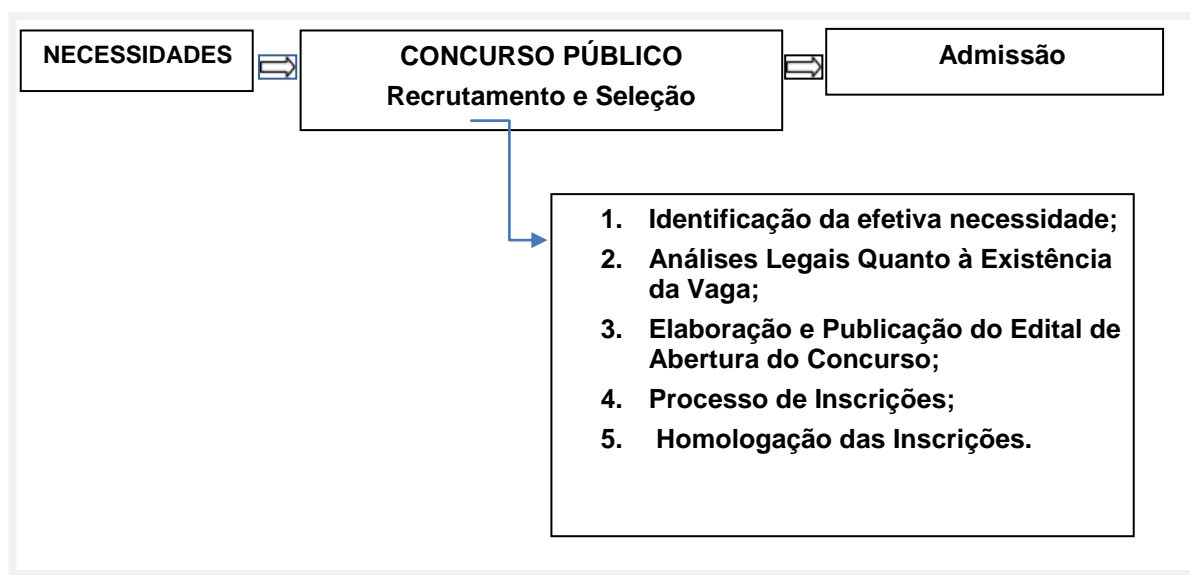 NECESSIDADES
CONCURSO PÚBLICO
Recrutamento e Seleção
Admissão
1. Identificação da efetiva necessidade;
2. Análises Legais Quanto à Existência
da Vaga;
3. Elaboração e Publicação do Edital de
Abertura do Concurso;
4. Processo de Inscrições;
5. Homologação das Inscrições.